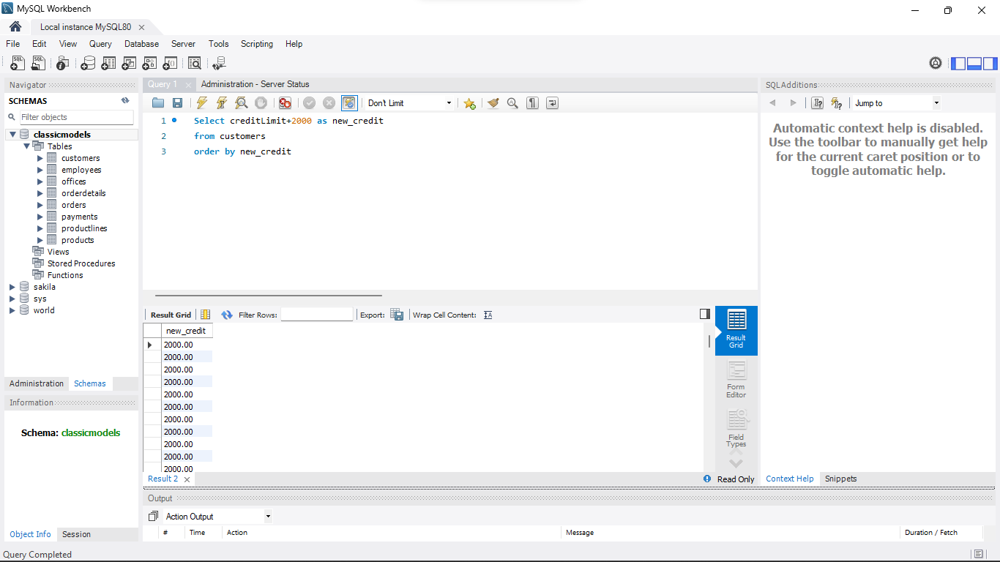 MySQL Workbench
Local instance MySQL80
File Edit View Query Database Server Tools Scripting Help
Navigator
SCHEMAS
Filter objects
classicmodels
Tables
customers
employees
offices
orderdetails
orders
payments
productlines
products
Views
Stored Procedures
Functions
sakila
sys
world
Administration Schemas
Information
Schema: classicmodels
Object Info Session
Query 1 Administration - Server Status
Don't Limit
1 Select creditLimit+2000 as new_credit
2 from customers
3 order by new_credit
Result Grid Filter Rows: Export: Wrap Cell Content:
new_credit
2000.00
2000.00
2000.00
2000.00
2000.00
2000.00
2000.00
2000.00
2000.00
2000.00
2000.00
Result Grid
Form Editor
Field Types
Result 2 Read Only
SQLAdditions
Jump to
Automatic context help is disabled.
Use the toolbar to manually get help
for the current caret position or to
toggle automatic help.
Context Help Snippets
Output
Action Output
# Time Action Message Duration / Fetch
Query Completed